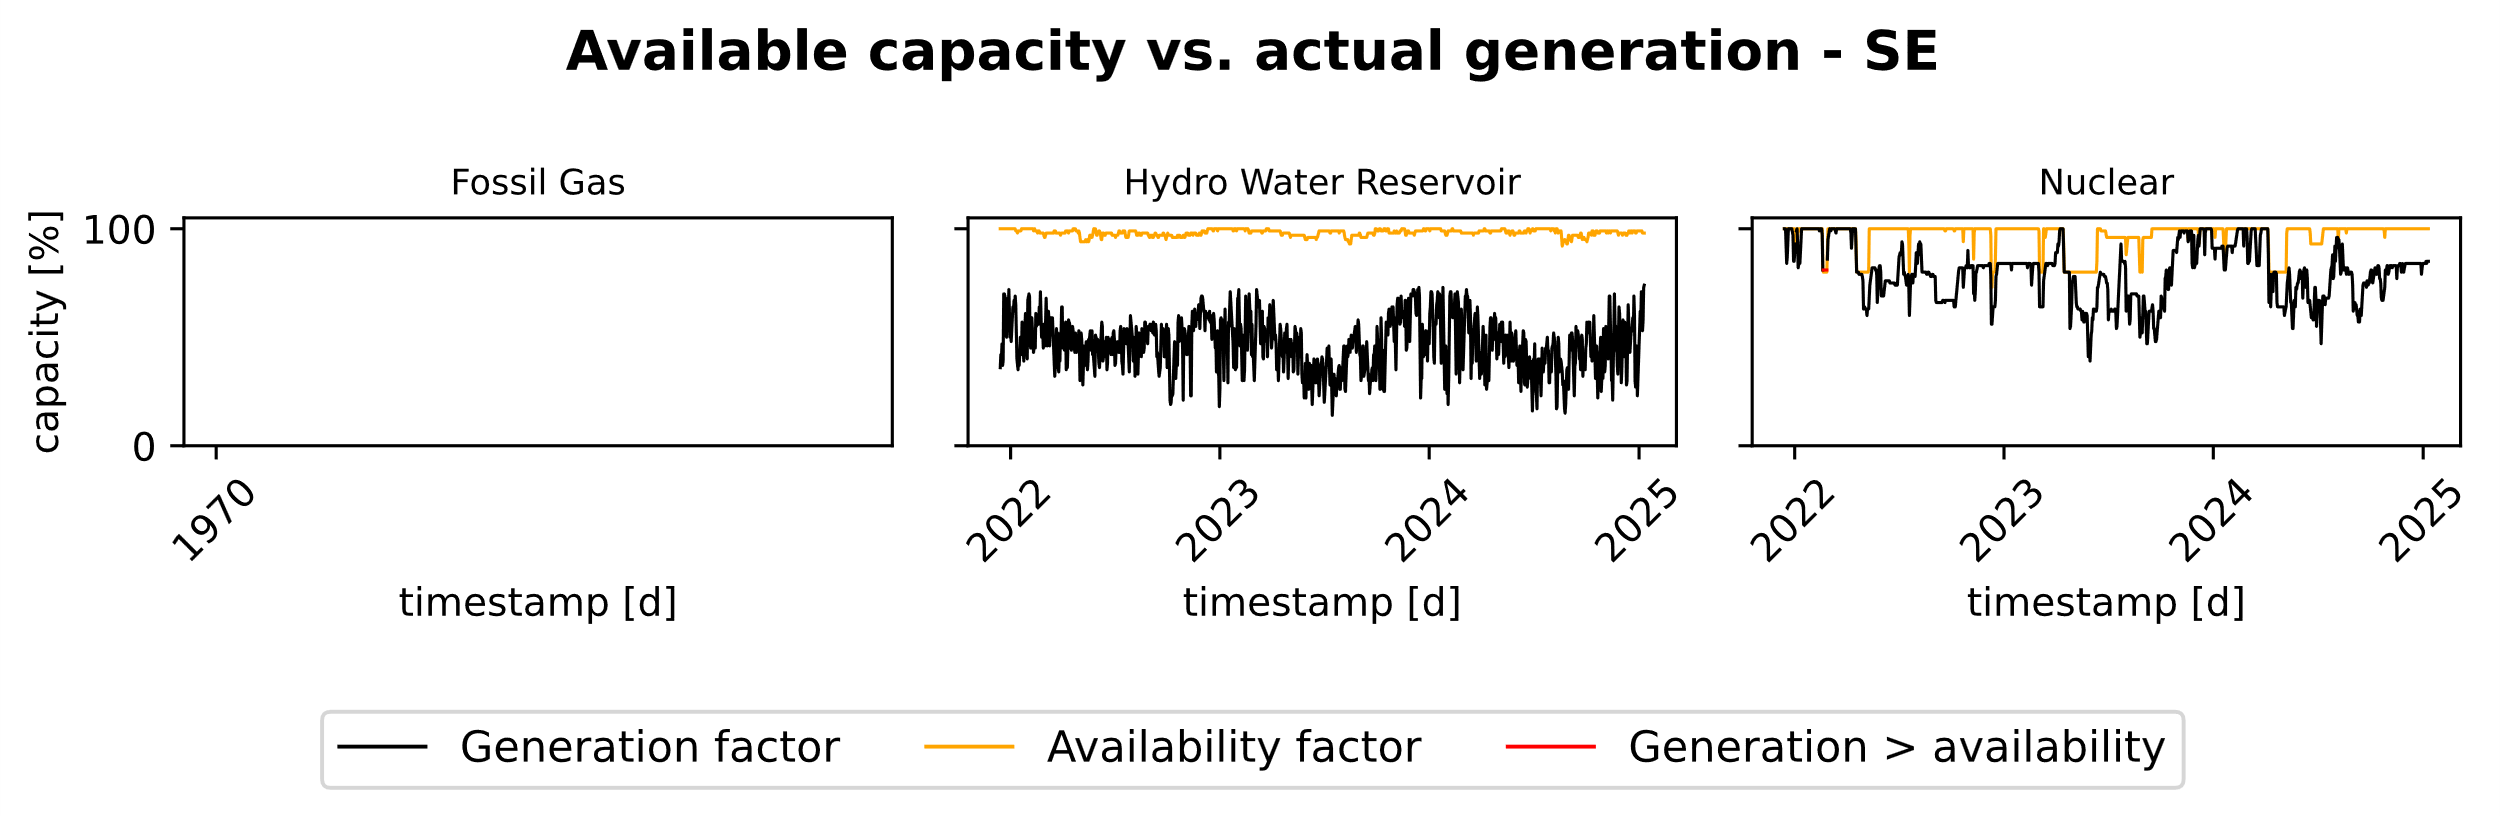 Available capacity vs. actual generation - SE
Fossil Gas
Hydro Water Reservoir
Nuclear
capacity [%]
100
0
1970
2022
2023
2024
2025
2022
2023
2024
2025
timestamp [d]
timestamp [d]
timestamp [d]
Generation factor
Availability factor
Generation > availability